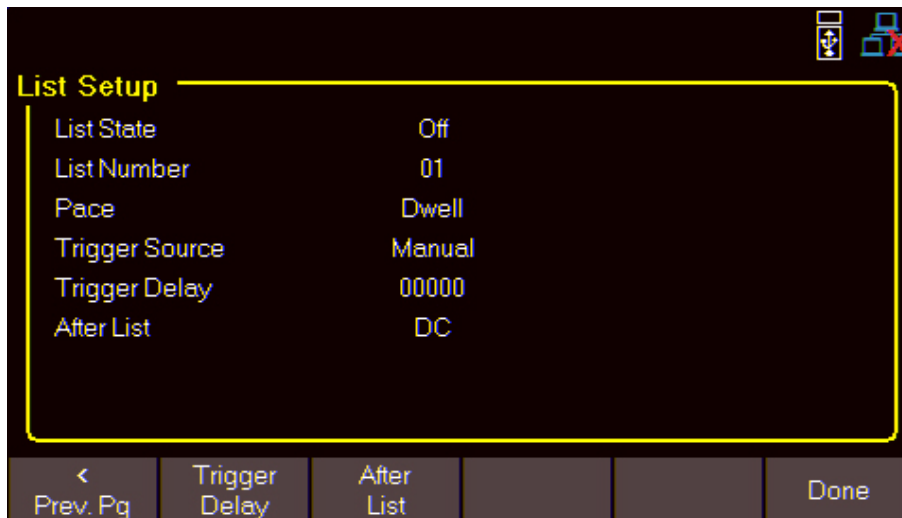 List Setup
List State Off
List Number 01
Pace Dwell
Trigger Source Manual
Trigger Delay 00000
After List DC
<
Prev. Pg
Trigger
Delay
After
List
Done